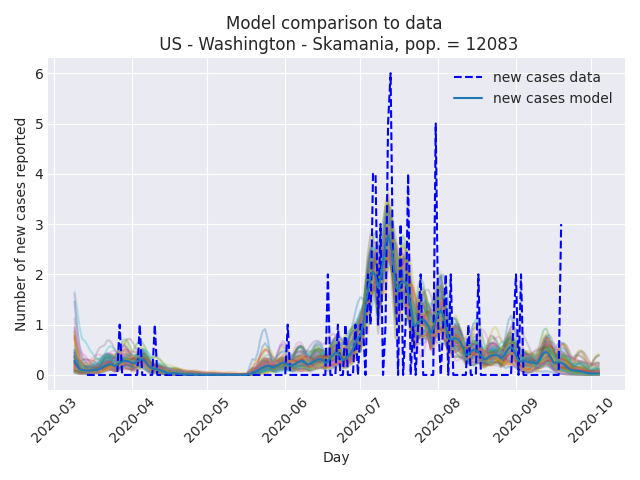 Model comparison to data
US - Washington - Skamania, pop. = 12083
new cases data
new cases model
Number of new cases reported
6
5
4
3
2
1
0
2020-03
2020-04
2020-05
2020-06
2020-07
2020-08
2020-09
2020-10
Day